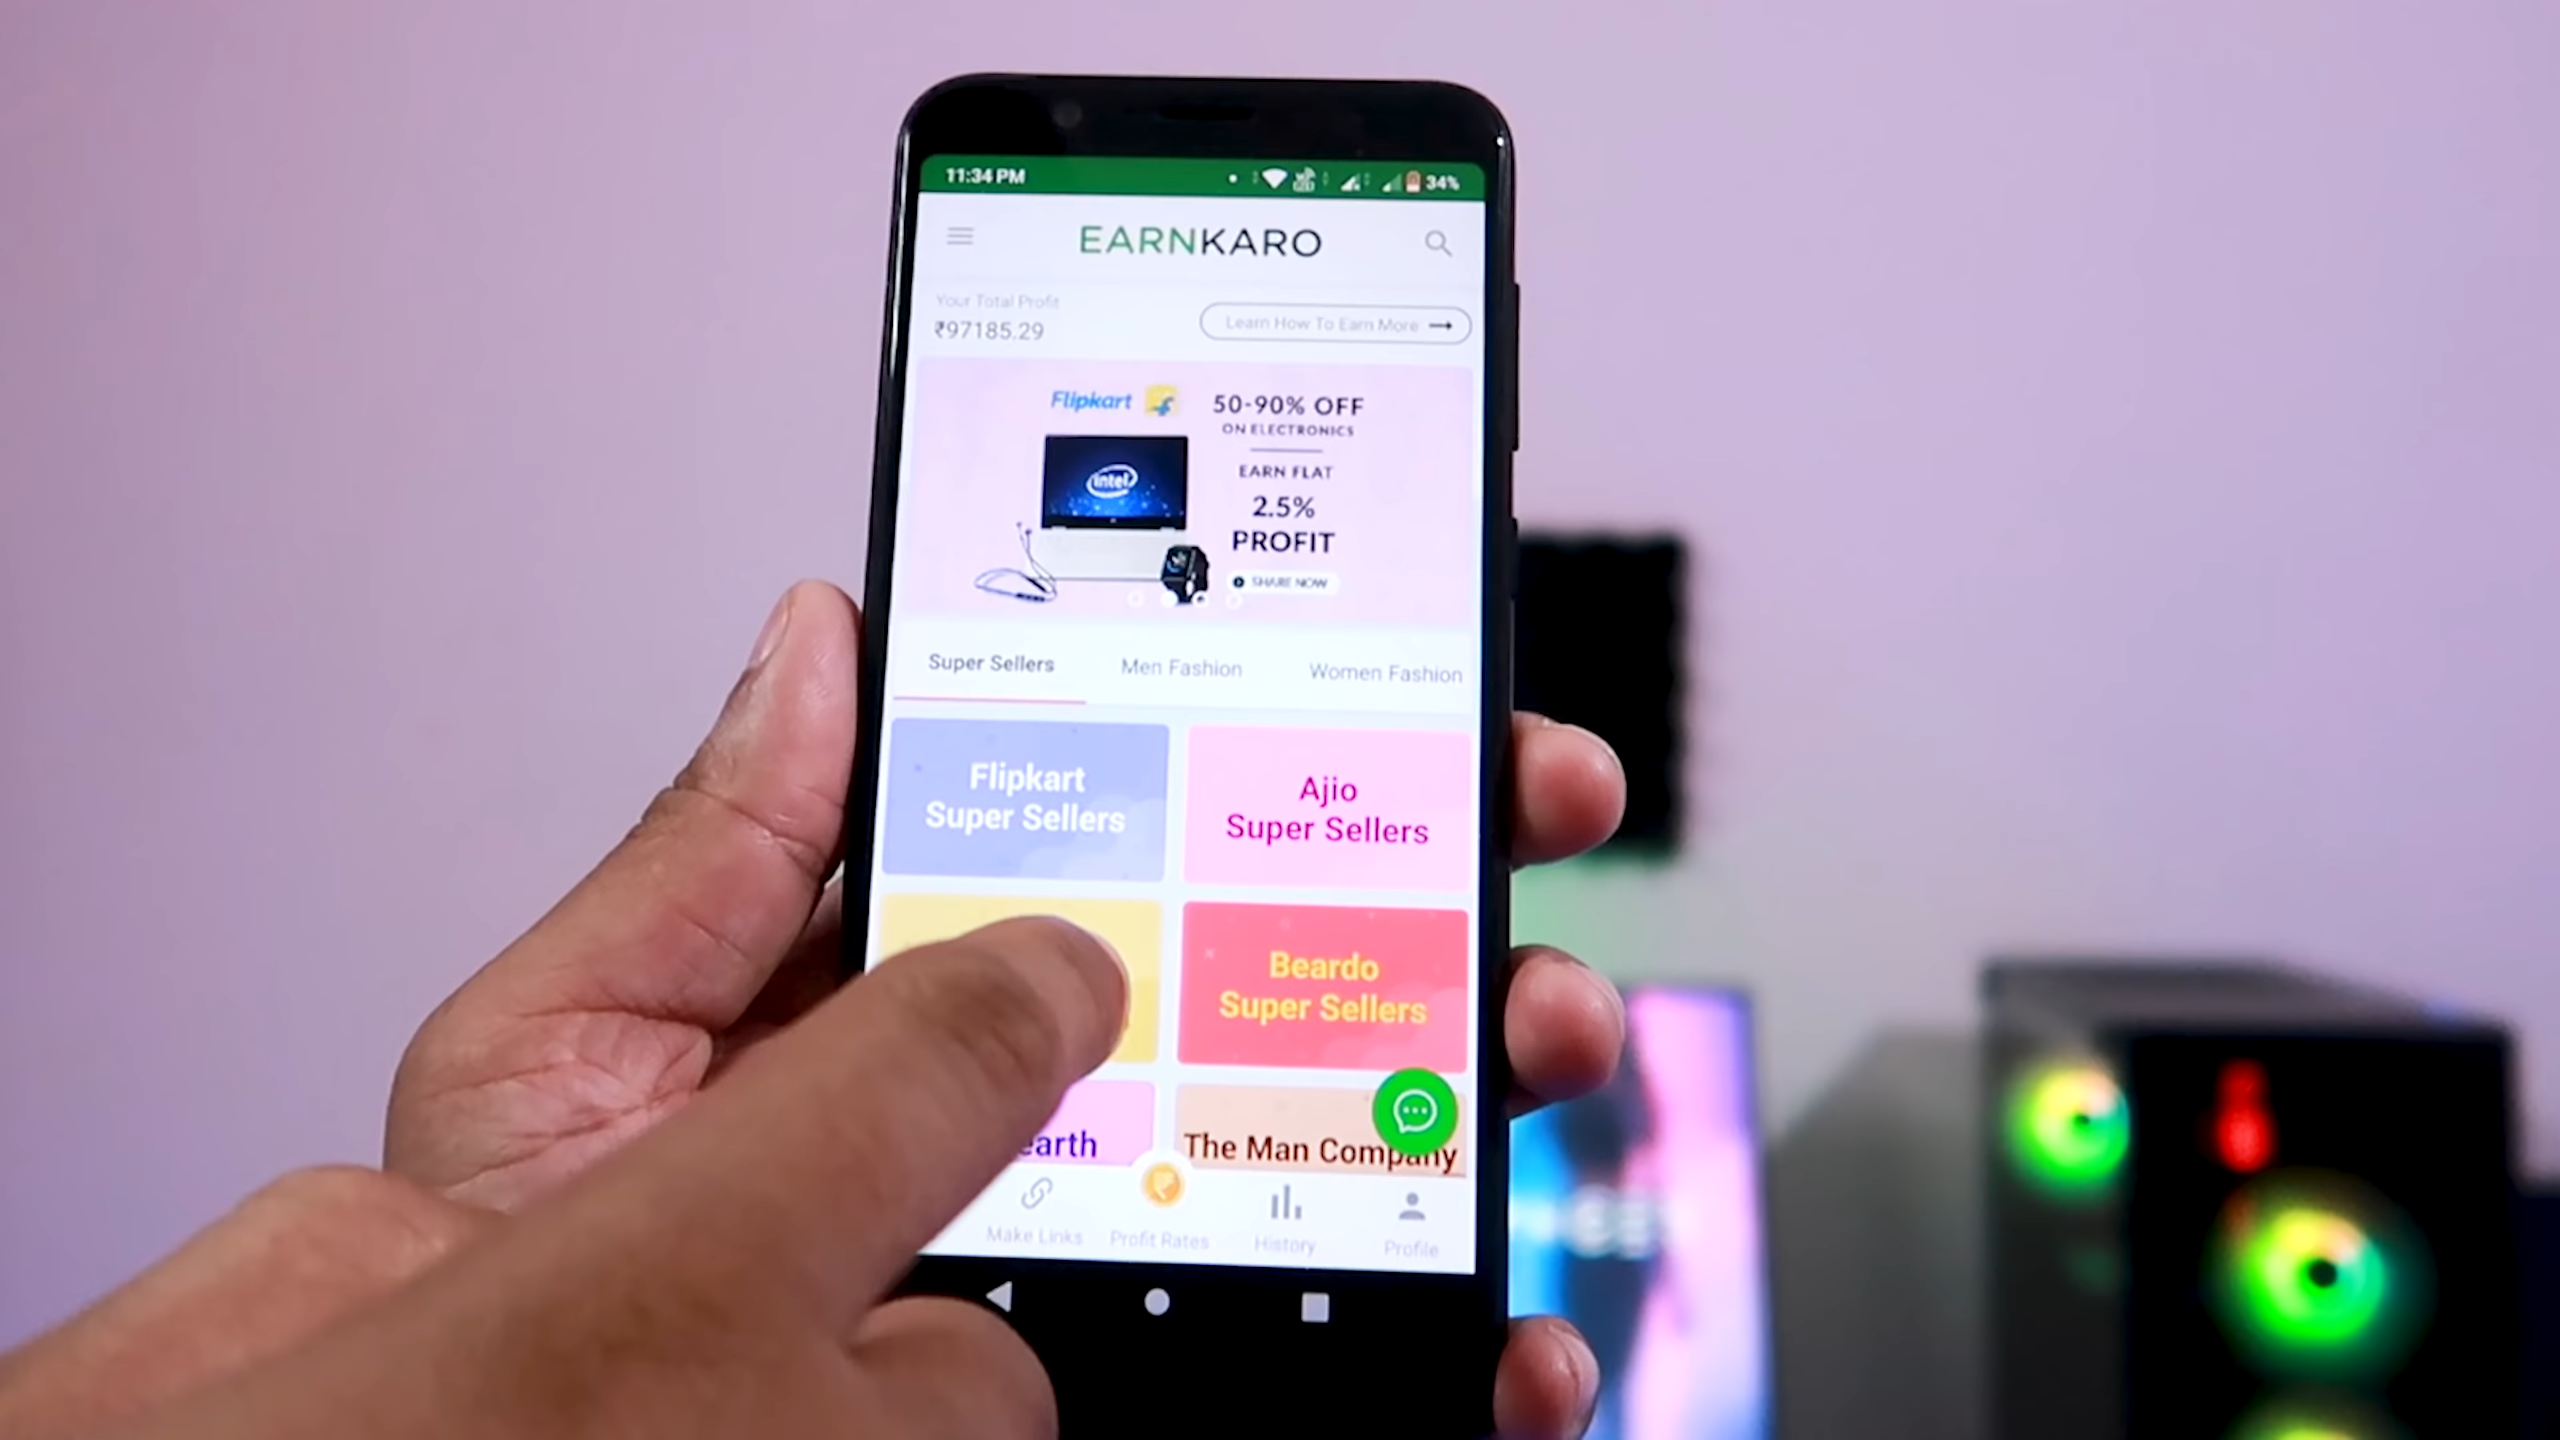 11:34 PM
34%
EARNKARO
Your Total Profit
₹97185.29
Learn How To Earn More
Flipkart
50-90% OFF
ON ELECTRONICS
EARN FLAT
2.5%
PROFIT
SHARE NOW
intel
Super Sellers
Men Fashion
Women Fashion
Flipkart
Super Sellers
Ajio
Super Sellers
Beardo
Super Sellers
earth
The Man Company
Make Links
Profit Rates
History
Profile